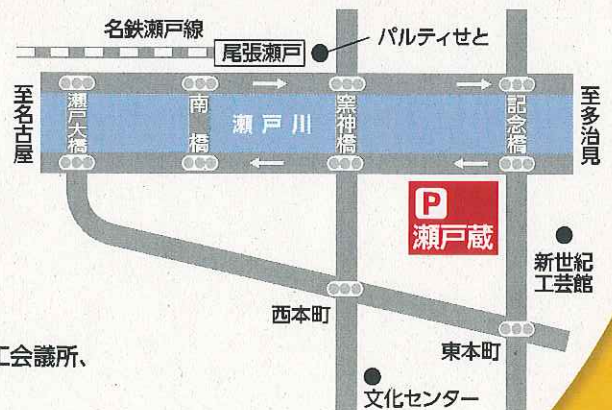 名鉄瀬戸線
尾張瀬戸
パルティせと
至名古屋
瀬戸大橋
南橋
瀬戸川
窯神橋
記念橋
至多治見
P
瀬戸蔵
新世紀
工芸館
西本町
東本町
工会議所、
文化センター